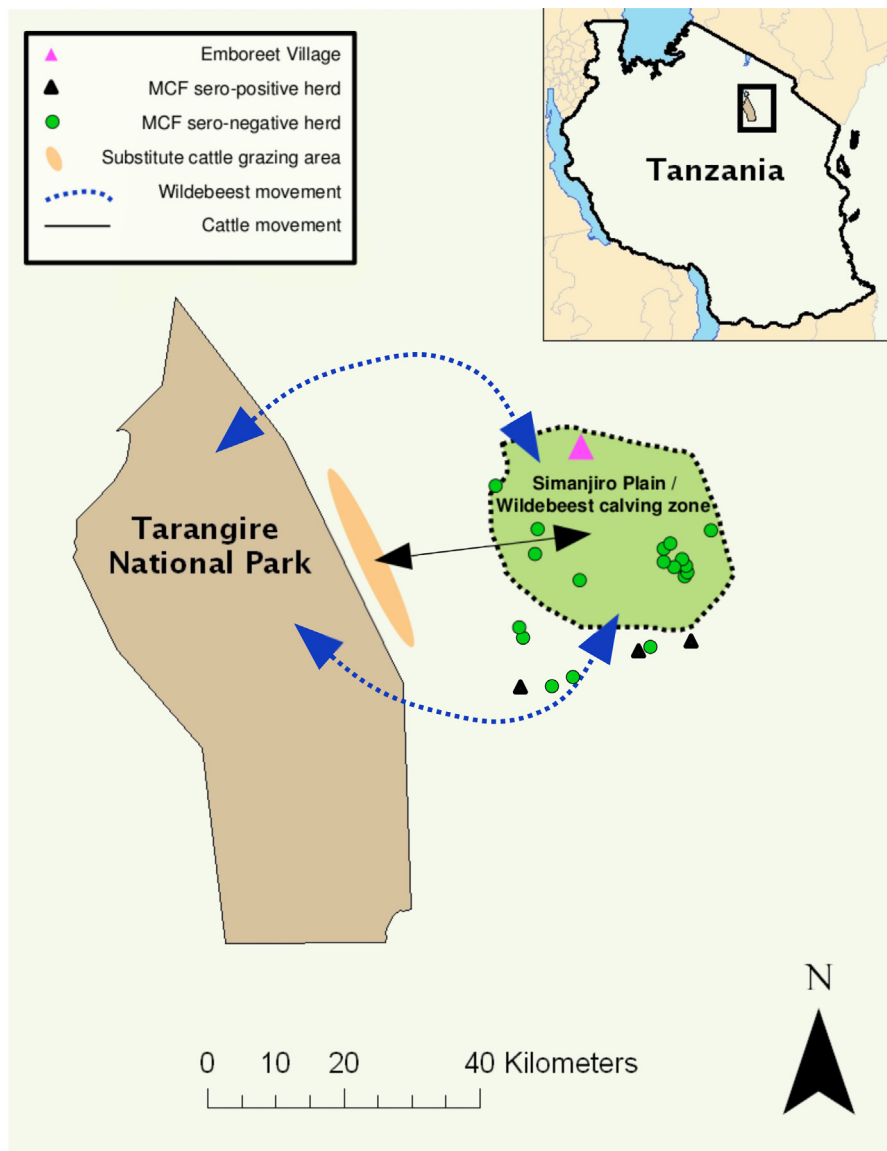 Emboreet Village
MCF sero-positive herd
MCF sero-negative herd
Substitute cattle grazing area
Wildebeest movement
Cattle movement
Tanzania
Simanjiro Plain /
Wildebeest calving zone
Tarangire
National Park
N
0 10 20 40 Kilometers